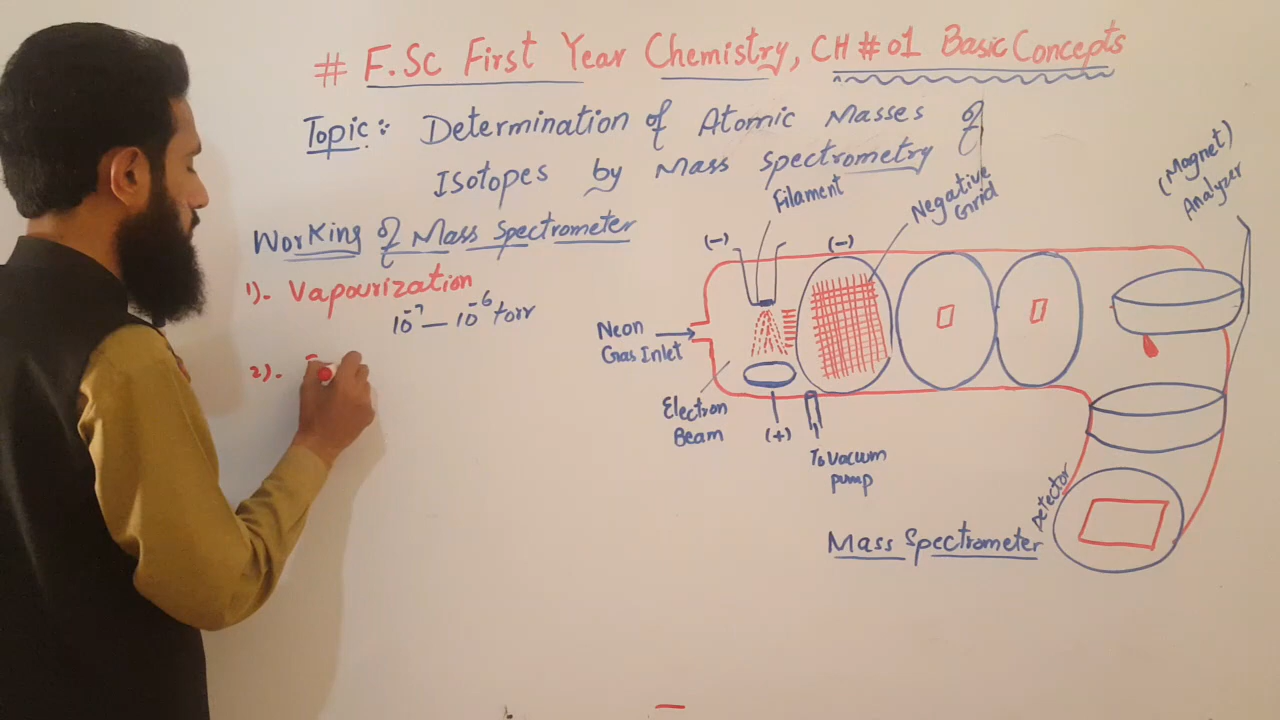 # F.Sc First Year Chemistry, CH # 01 Basic Concepts
Topic: Determination of Atomic Masses of
Isotopes by Mass Spectrometry
Working of Mass Spectrometer
1). Vapourization
10⁻⁷ — 10⁻⁶ torr
2).
Filament
Negative
Grid
(Magnet)
Analyzer
(-)
(-)
Neon
Gas Inlet
Electron
Beam
(+)
To Vacuum
pump
Detector
Mass Spectrometer